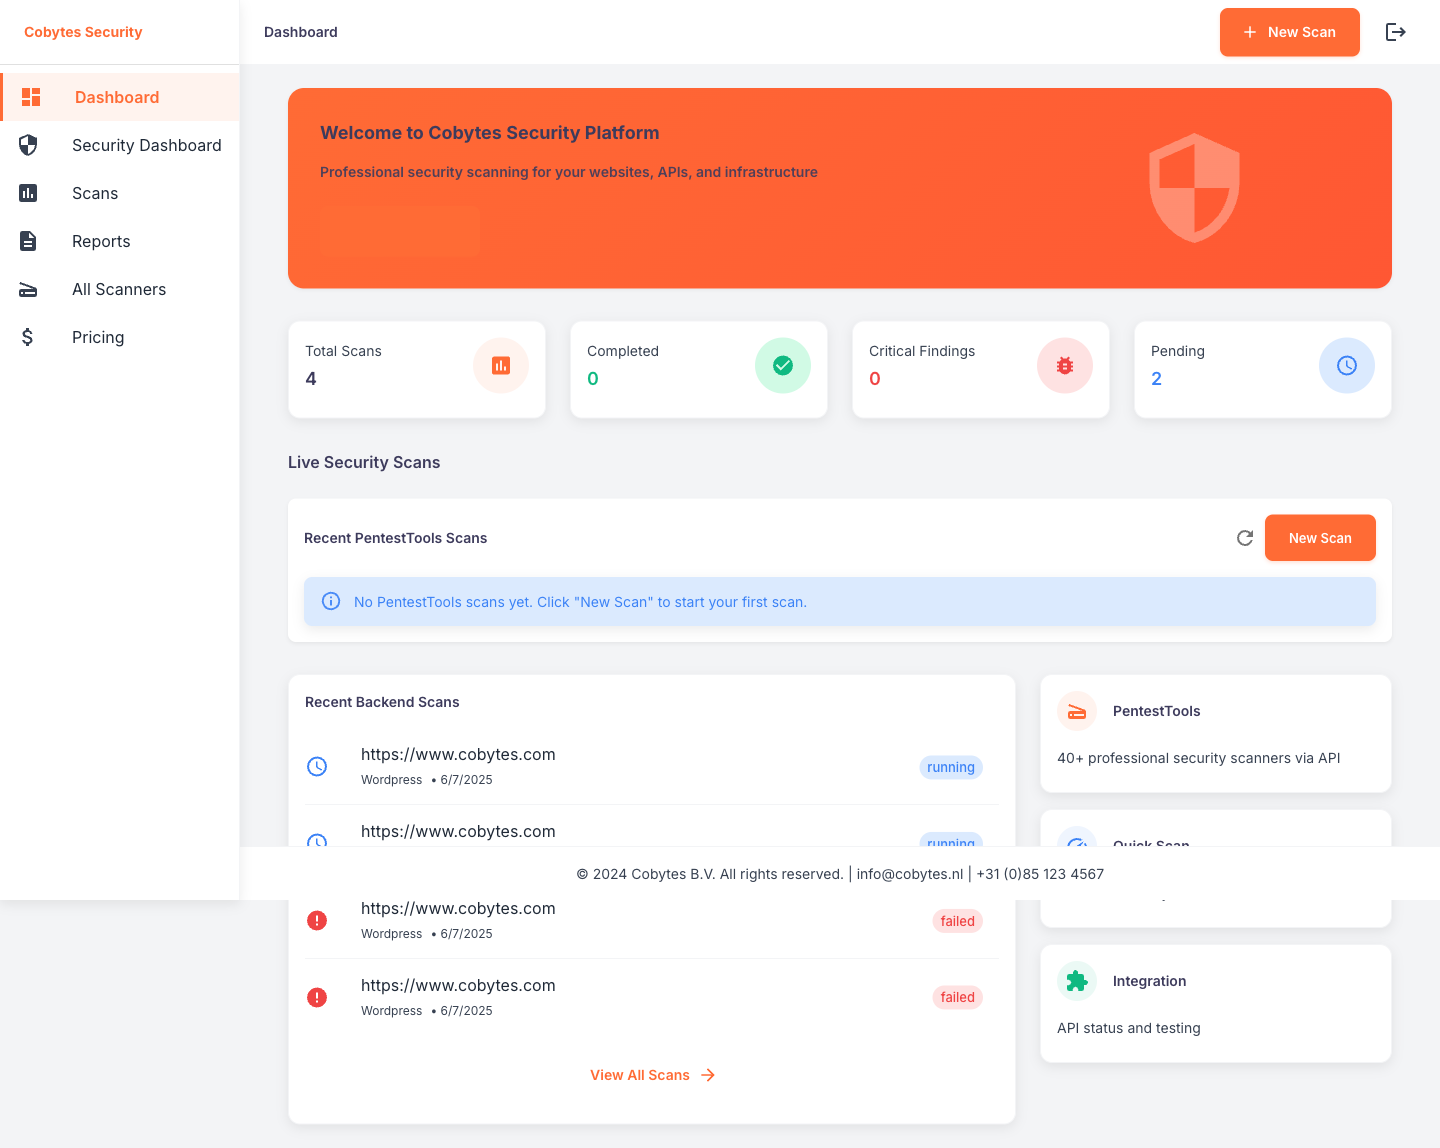 Cobytes Security
Dashboard
New Scan
Dashboard
Security Dashboard
Scans
Reports
All Scanners
Pricing
Welcome to Cobytes Security Platform
Professional security scanning for your websites, APIs, and infrastructure
Total Scans
4
Completed
0
Critical Findings
0
Pending
2
Live Security Scans
Recent PentestTools Scans
New Scan
No PentestTools scans yet. Click "New Scan" to start your first scan.
Recent Backend Scans
https://www.cobytes.com
Wordpress • 6/7/2025
running
https://www.cobytes.com
running
https://www.cobytes.com
Wordpress • 6/7/2025
failed
https://www.cobytes.com
Wordpress • 6/7/2025
failed
View All Scans
PentestTools
40+ professional security scanners via API
Quick Scan
Integration
API status and testing
© 2024 Cobytes B.V. All rights reserved. | info@cobytes.nl | +31 (0)85 123 4567